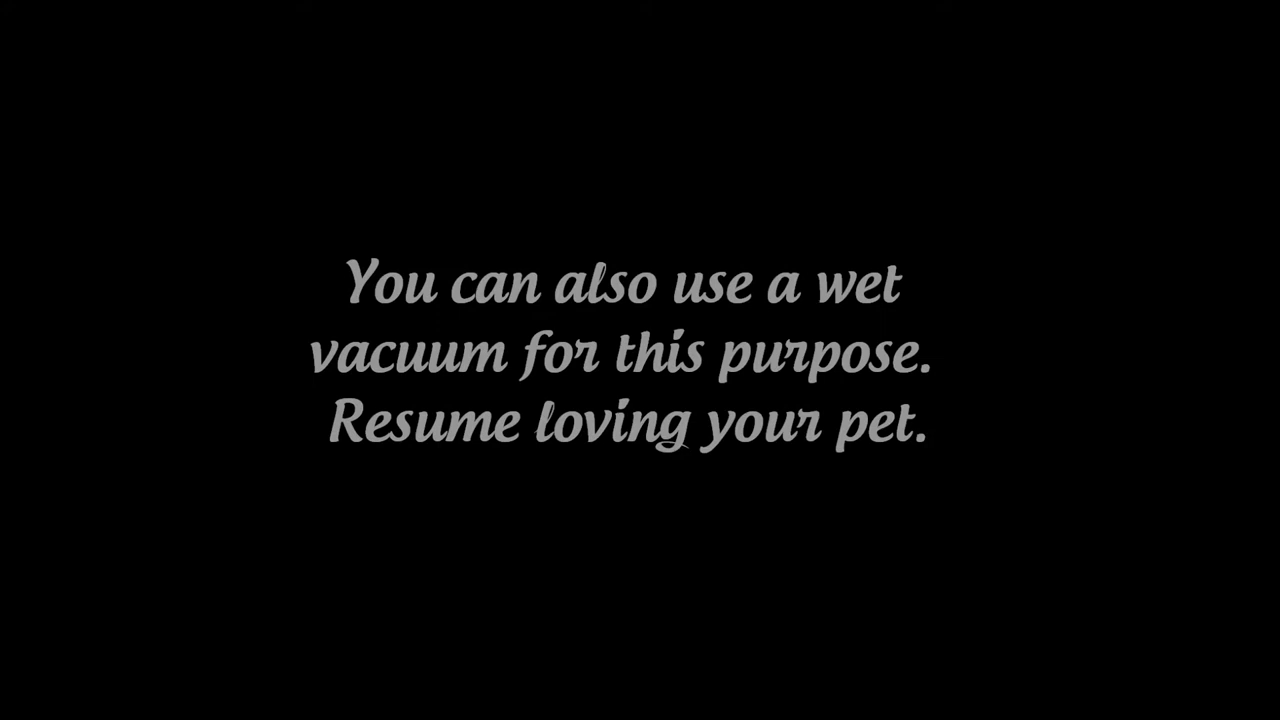 You can also use a wet
vacuum for this purpose.
Resume loving your pet.